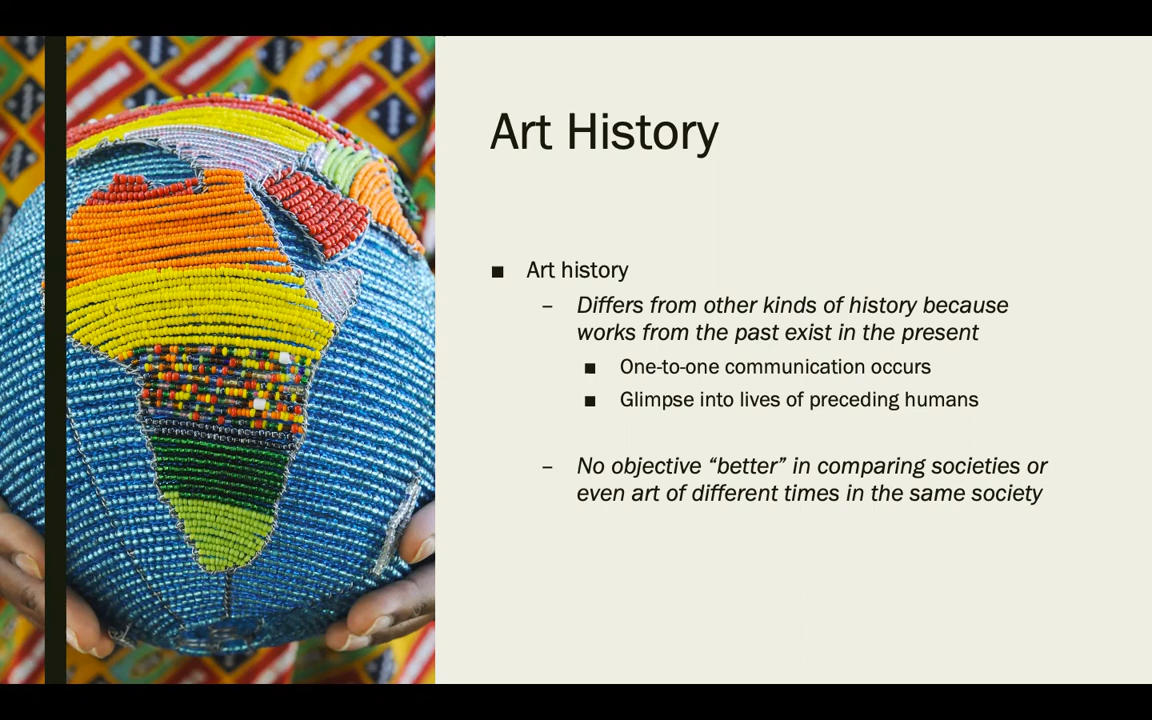 Art History
■ Art history
– Differs from other kinds of history because
works from the past exist in the present
■ One-to-one communication occurs
■ Glimpse into lives of preceding humans
– No objective “better” in comparing societies or
even art of different times in the same society